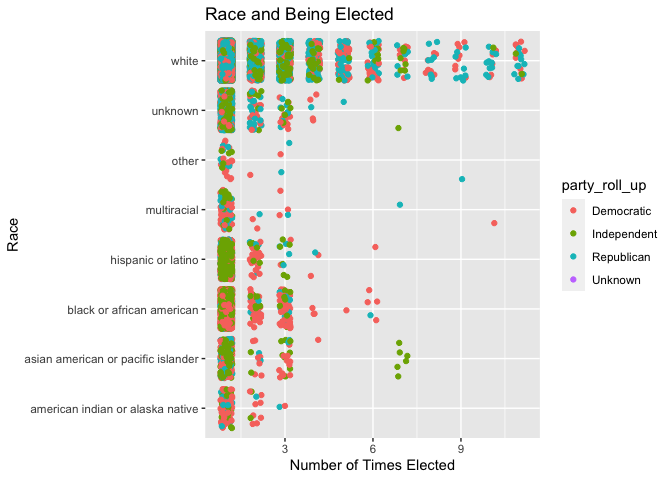 Race and Being Elected
white
unknown
other
multiracial
hispanic or latino
black or african american
asian american or pacific islander
american indian or alaska native
Race
3
6
9
Number of Times Elected
party_roll_up
Democratic
Independent
Republican
Unknown